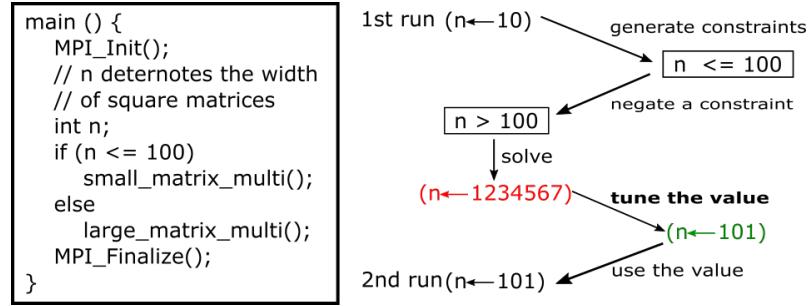 main () {
MPI_Init();
// n deternotes the width
// of square matrices
int n;
if (n <= 100)
small_matrix_multi();
else
large_matrix_multi();
MPI_Finalize();
}
1st run (n←10)
generate constraints
n <= 100
negate a constraint
n > 100
solve
(n←1234567)
tune the value
(n←101)
use the value
2nd run (n←101)